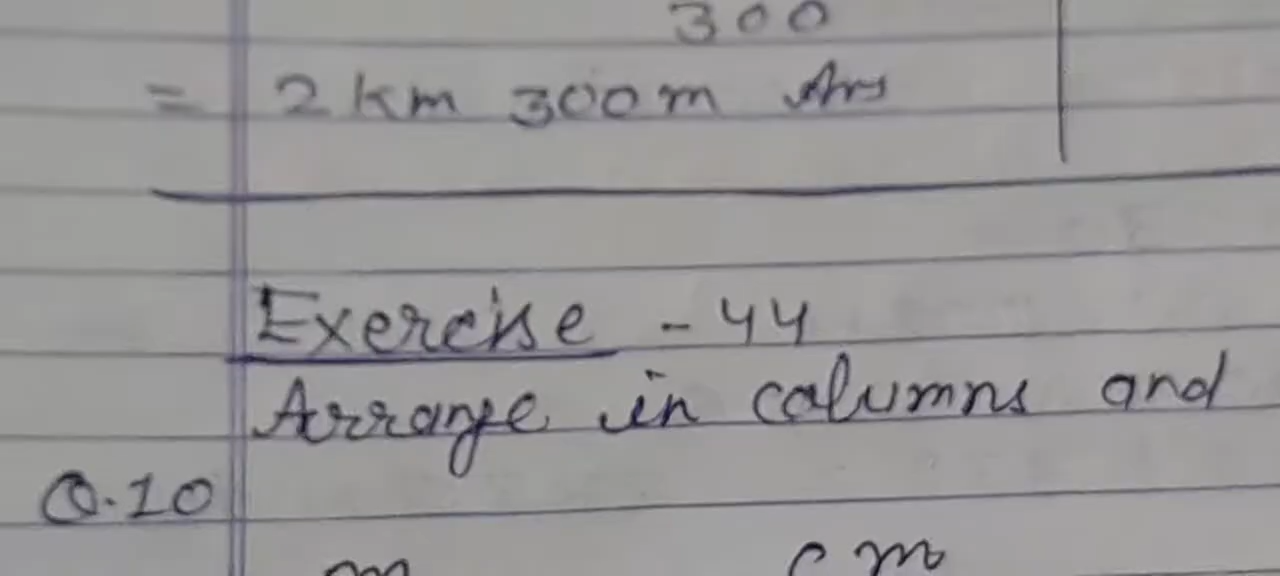 300
= 2 km 300 m Ans
Exercise - 44
Arrange in columns and
Q.10
m cm